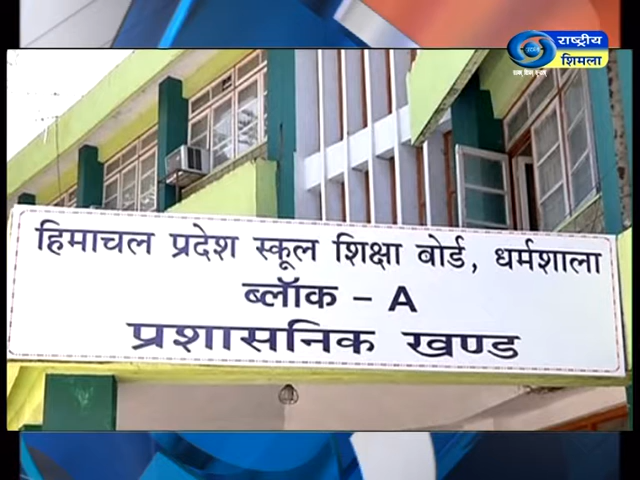 राष्ट्रीय
शिमला
हिमाचल प्रदेश स्कूल शिक्षा बोर्ड, धर्मशाला
ब्लॉक - A
प्रशासनिक खण्ड